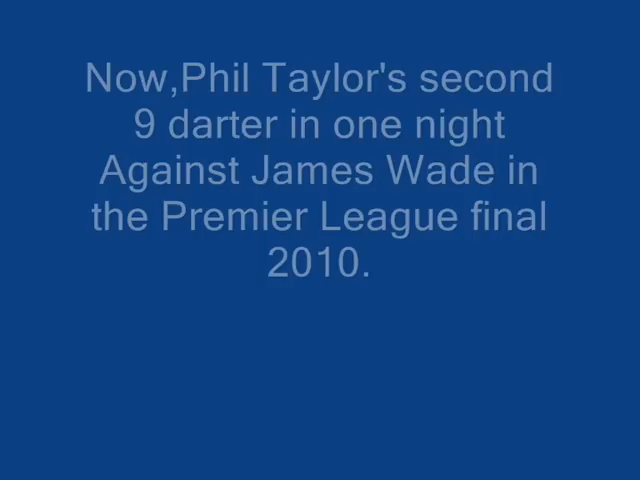 Now,Phil Taylor's second
9 darter in one night
Against James Wade in
the Premier League final
2010.